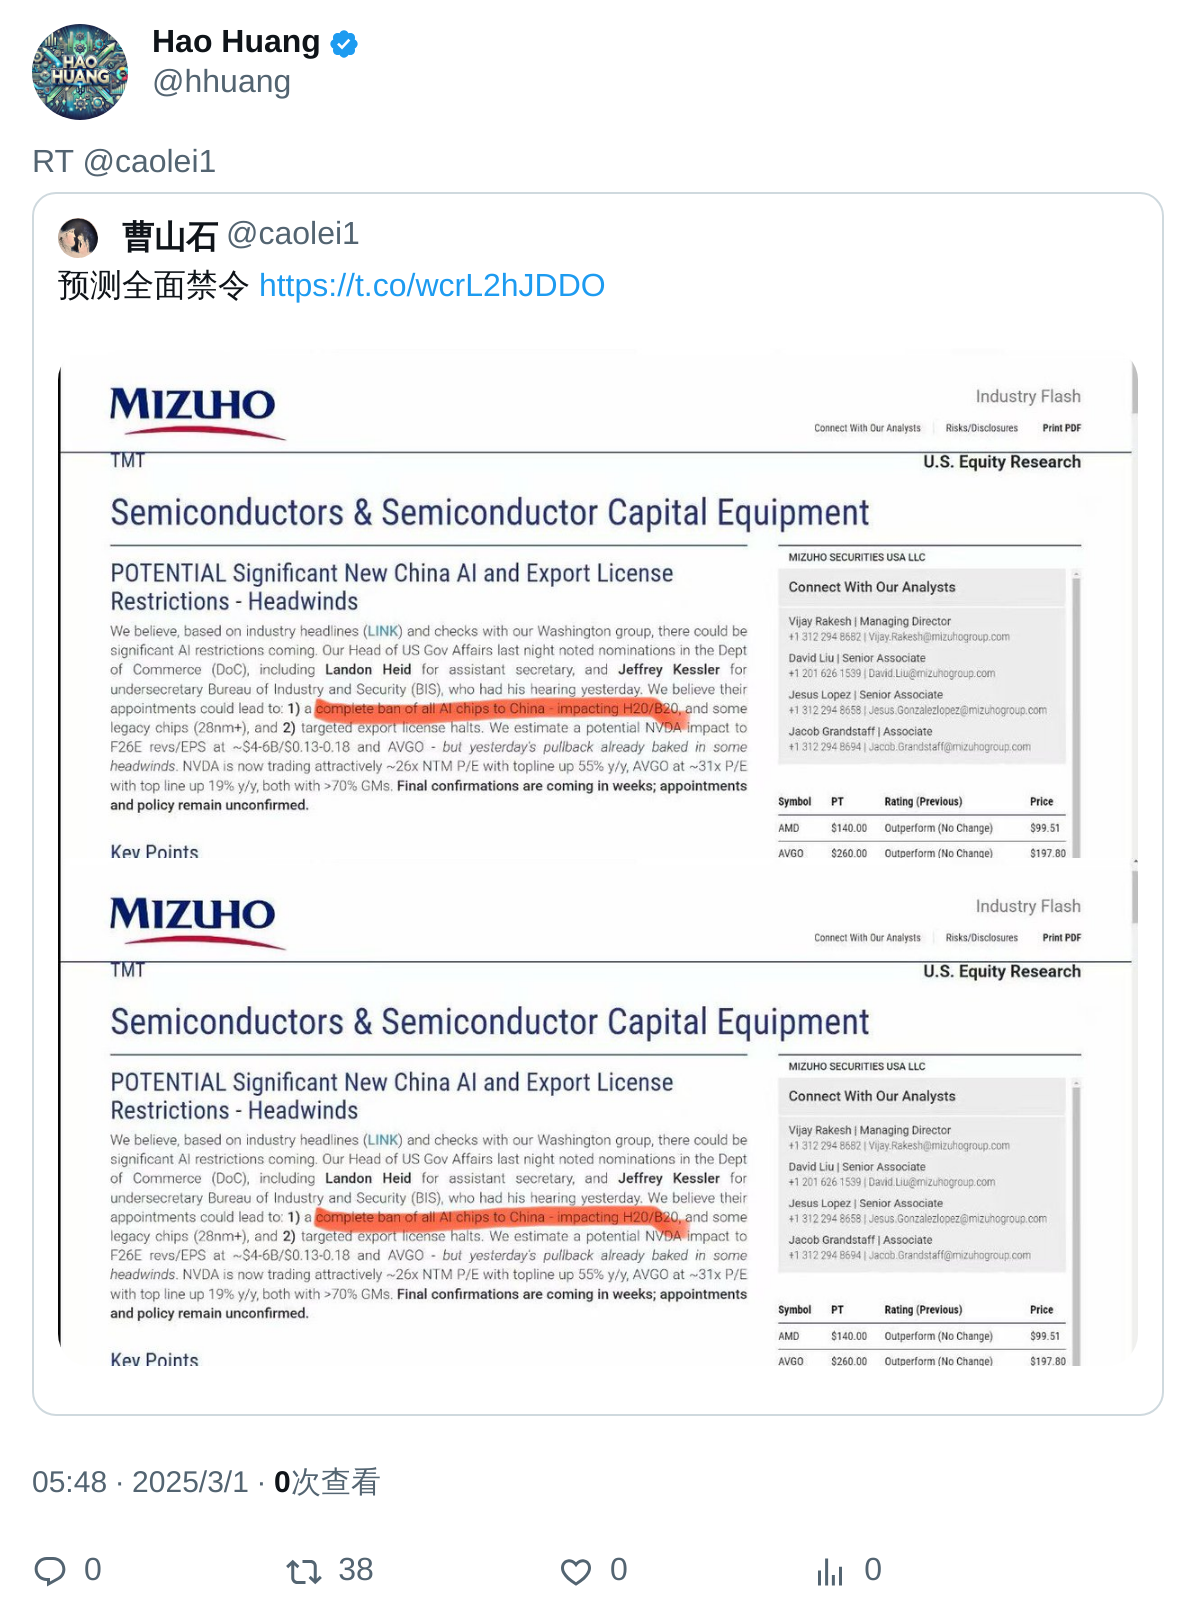 Hao Huang
@hhuang
RT @caolei1
曹山石 @caolei1
预测全面禁令 https://t.co/wcrL2hJDDO
MIZUHO
Industry Flash
Connect With Our Analysts Risks/Disclosures Print PDF
TMT
U.S. Equity Research
Semiconductors & Semiconductor Capital Equipment
POTENTIAL Significant New China AI and Export License
Restrictions - Headwinds
We believe, based on industry headlines (LINK) and checks with our Washington group, there could be
significant AI restrictions coming. Our Head of US Gov Affairs last night noted nominations in the Dept
of Commerce (DoC), including Landon Heid for assistant secretary, and Jeffrey Kessler for
undersecretary Bureau of Industry and Security (BIS), who had his hearing yesterday. We believe their
appointments could lead to: 1) a complete ban of all AI chips to China - impacting H20/B20, and some
legacy chips (28nm+), and 2) targeted export license halts. We estimate a potential NVDA impact to
F26E revs/EPS at ~$4-6B/$0.13-0.18 and AVGO - but yesterday's pullback already baked in some
headwinds. NVDA is now trading attractively ~26x NTM P/E with topline up 55% y/y, AVGO at ~31x P/E
with top line up 19% y/y, both with >70% GMs. Final confirmations are coming in weeks; appointments
and policy remain unconfirmed.
Key Points
MIZUHO SECURITIES USA LLC
Connect With Our Analysts
Vijay Rakesh | Managing Director
+1 312 294 8682 | Vijay.Rakesh@mizuhogroup.com
David Liu | Senior Associate
+1 201 626 1539 | David.Liu@mizuhogroup.com
Jesus Lopez | Senior Associate
+1 312 294 8658 | Jesus.Gonzalezlopez@mizuhogroup.com
Jacob Grandstaff | Associate
+1 312 294 8694 | Jacob.Grandstaff@mizuhogroup.com
Symbol PT Rating (Previous) Price
AMD $140.00 Outperform (No Change) $99.51
AVGO $260.00 Outperform (No Change) $197.80
MIZUHO
Industry Flash
Connect With Our Analysts Risks/Disclosures Print PDF
TMT
U.S. Equity Research
Semiconductors & Semiconductor Capital Equipment
POTENTIAL Significant New China AI and Export License
Restrictions - Headwinds
We believe, based on industry headlines (LINK) and checks with our Washington group, there could be
significant AI restrictions coming. Our Head of US Gov Affairs last night noted nominations in the Dept
of Commerce (DoC), including Landon Heid for assistant secretary, and Jeffrey Kessler for
undersecretary Bureau of Industry and Security (BIS), who had his hearing yesterday. We believe their
appointments could lead to: 1) a complete ban of all AI chips to China - impacting H20/B20, and some
legacy chips (28nm+), and 2) targeted export license halts. We estimate a potential NVDA impact to
F26E revs/EPS at ~$4-6B/$0.13-0.18 and AVGO - but yesterday's pullback already baked in some
headwinds. NVDA is now trading attractively ~26x NTM P/E with topline up 55% y/y, AVGO at ~31x P/E
with top line up 19% y/y, both with >70% GMs. Final confirmations are coming in weeks; appointments
and policy remain unconfirmed.
Key Points
MIZUHO SECURITIES USA LLC
Connect With Our Analysts
Vijay Rakesh | Managing Director
+1 312 294 8682 | Vijay.Rakesh@mizuhogroup.com
David Liu | Senior Associate
+1 201 626 1539 | David.Liu@mizuhogroup.com
Jesus Lopez | Senior Associate
+1 312 294 8658 | Jesus.Gonzalezlopez@mizuhogroup.com
Jacob Grandstaff | Associate
+1 312 294 8694 | Jacob.Grandstaff@mizuhogroup.com
Symbol PT Rating (Previous) Price
AMD $140.00 Outperform (No Change) $99.51
AVGO $260.00 Outperform (No Change) $197.80
05:48 · 2025/3/1 · 0次查看
0 38 0 0
HAO
HUANG